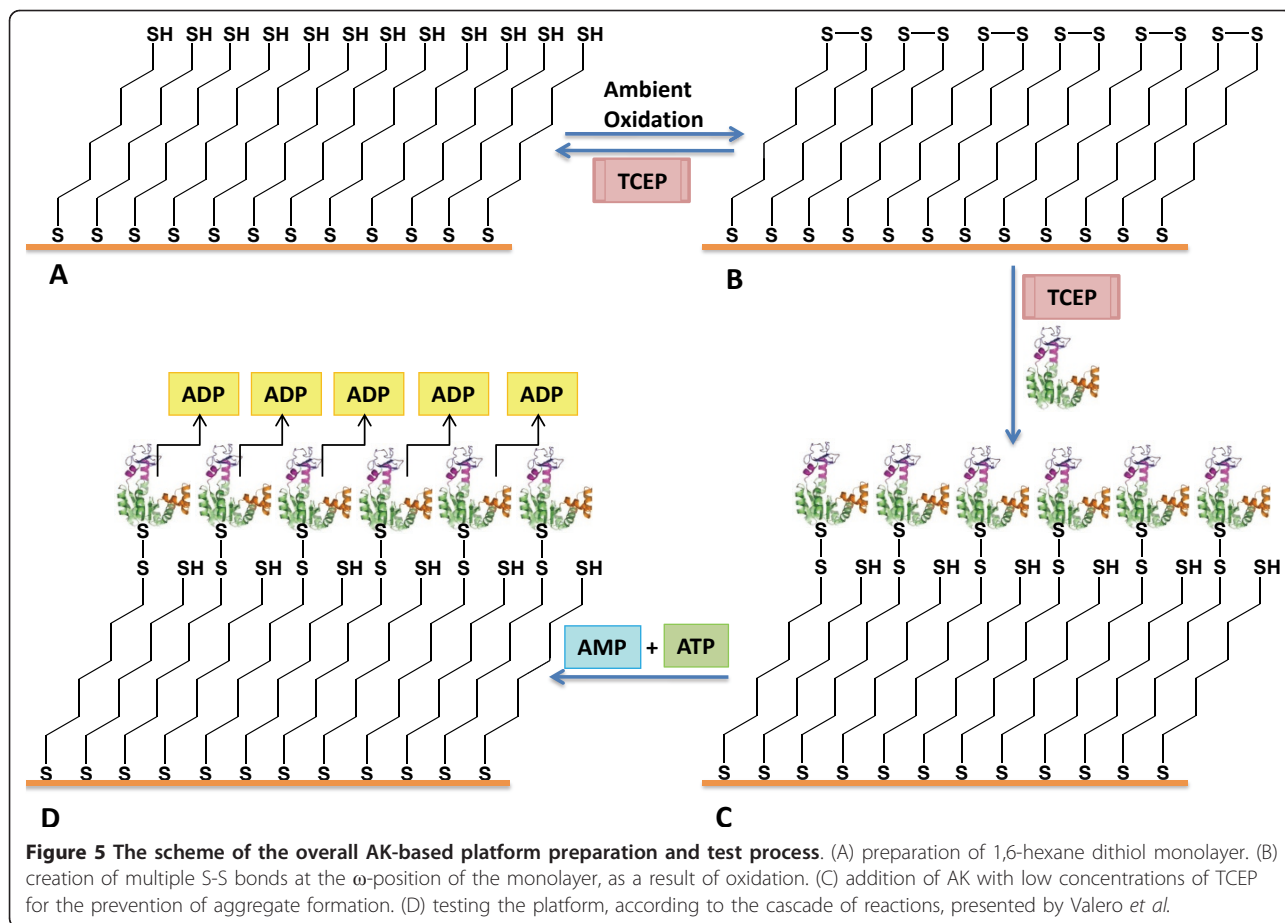 SH SH SH SH SH SH SH SH SH SH SH SH
S—S S—S S—S S—S S—S S—S
Ambient
Oxidation
TCEP
S S S S S S S S S S S S
S S S S S S S S S S S S
A
B
TCEP
ADP ADP ADP ADP ADP
S S S S S S
S SH S SH S SH S SH S SH S SH
S S S S S S
S SH S SH S SH S SH S SH S SH
AMP + ATP
S S S S S S S S S S S S
S S S S S S S S S S S S
D
C
Figure 5 The scheme of the overall AK-based platform preparation and test process. (A) preparation of 1,6-hexane dithiol monolayer. (B)
creation of multiple S-S bonds at the ω-position of the monolayer, as a result of oxidation. (C) addition of AK with low concentrations of TCEP
for the prevention of aggregate formation. (D) testing the platform, according to the cascade of reactions, presented by Valero et al.